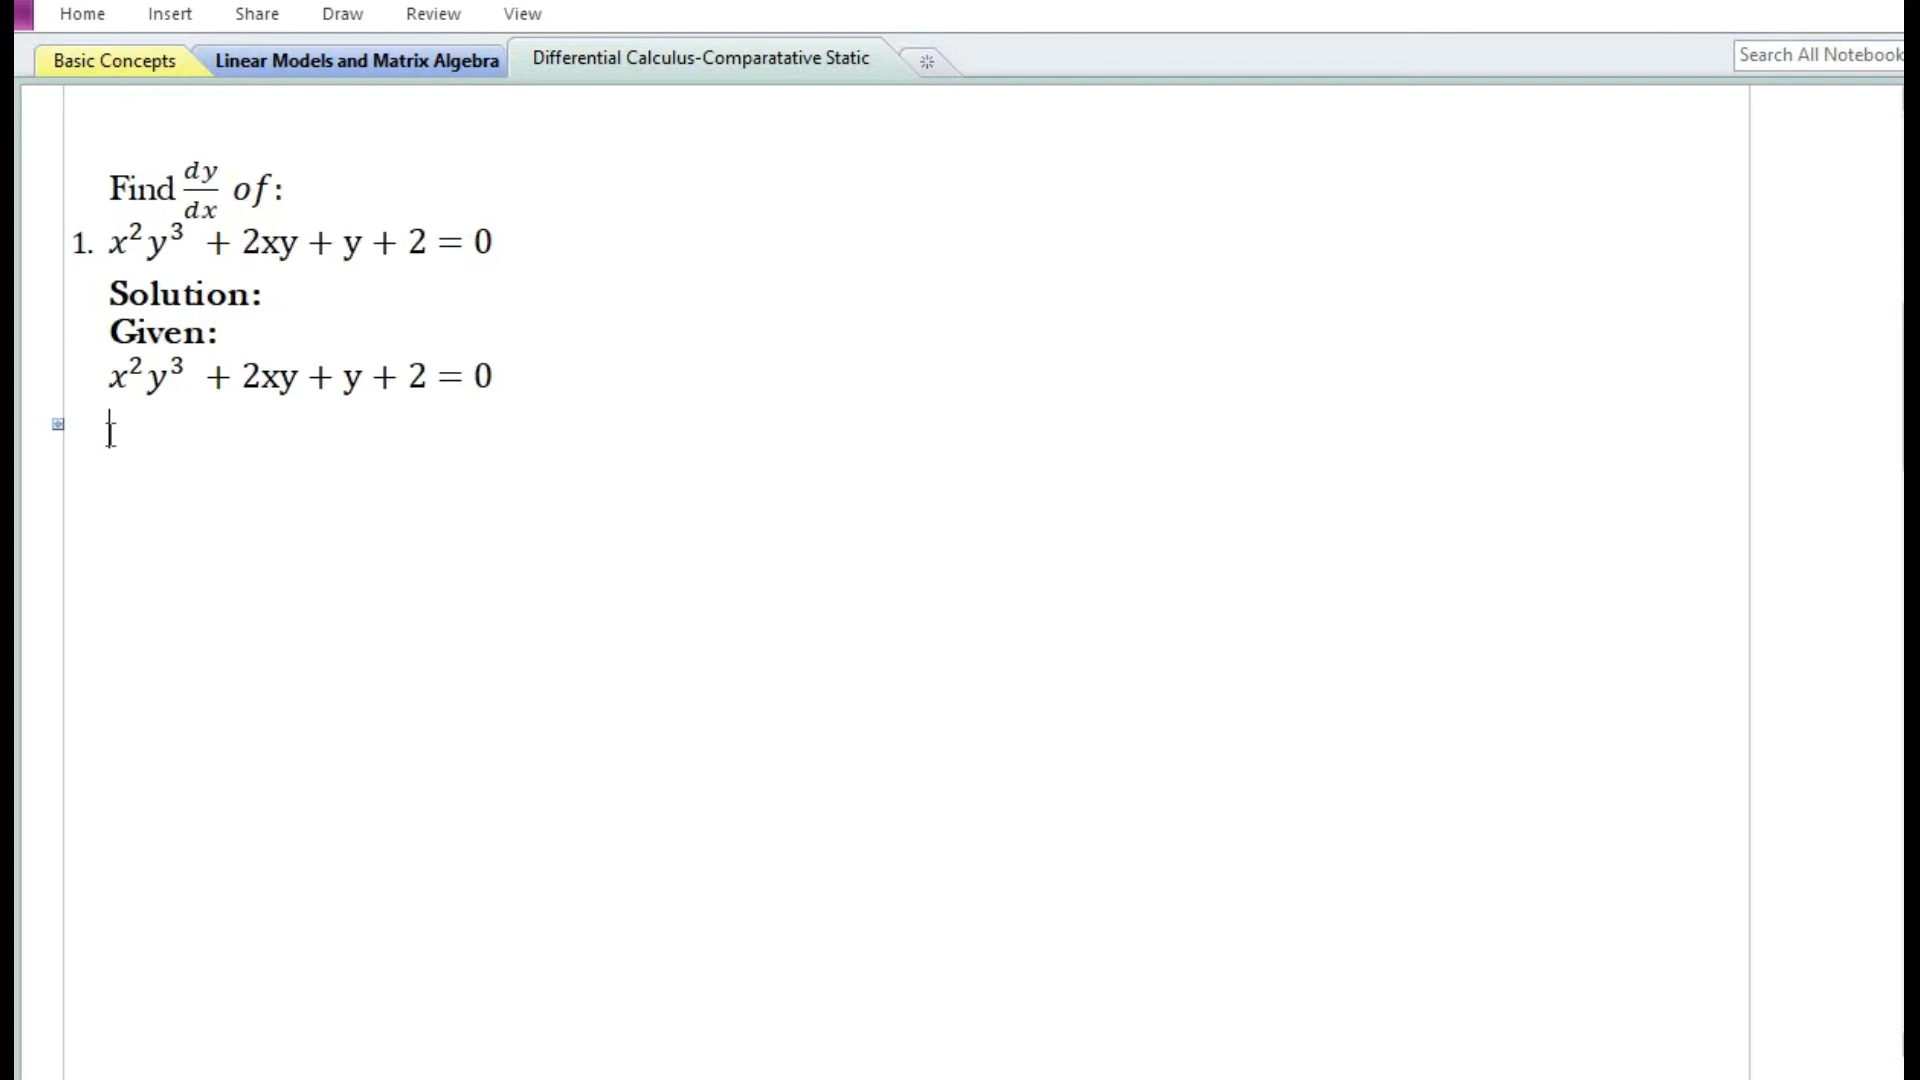 Home Insert Share Draw Review View
Basic Concepts Linear Models and Matrix Algebra Differential Calculus-Comparatative Static Search All Notebook
Find dy/dx of:
1. x²y³ + 2xy + y + 2 = 0
Solution:
Given:
x²y³ + 2xy + y + 2 = 0